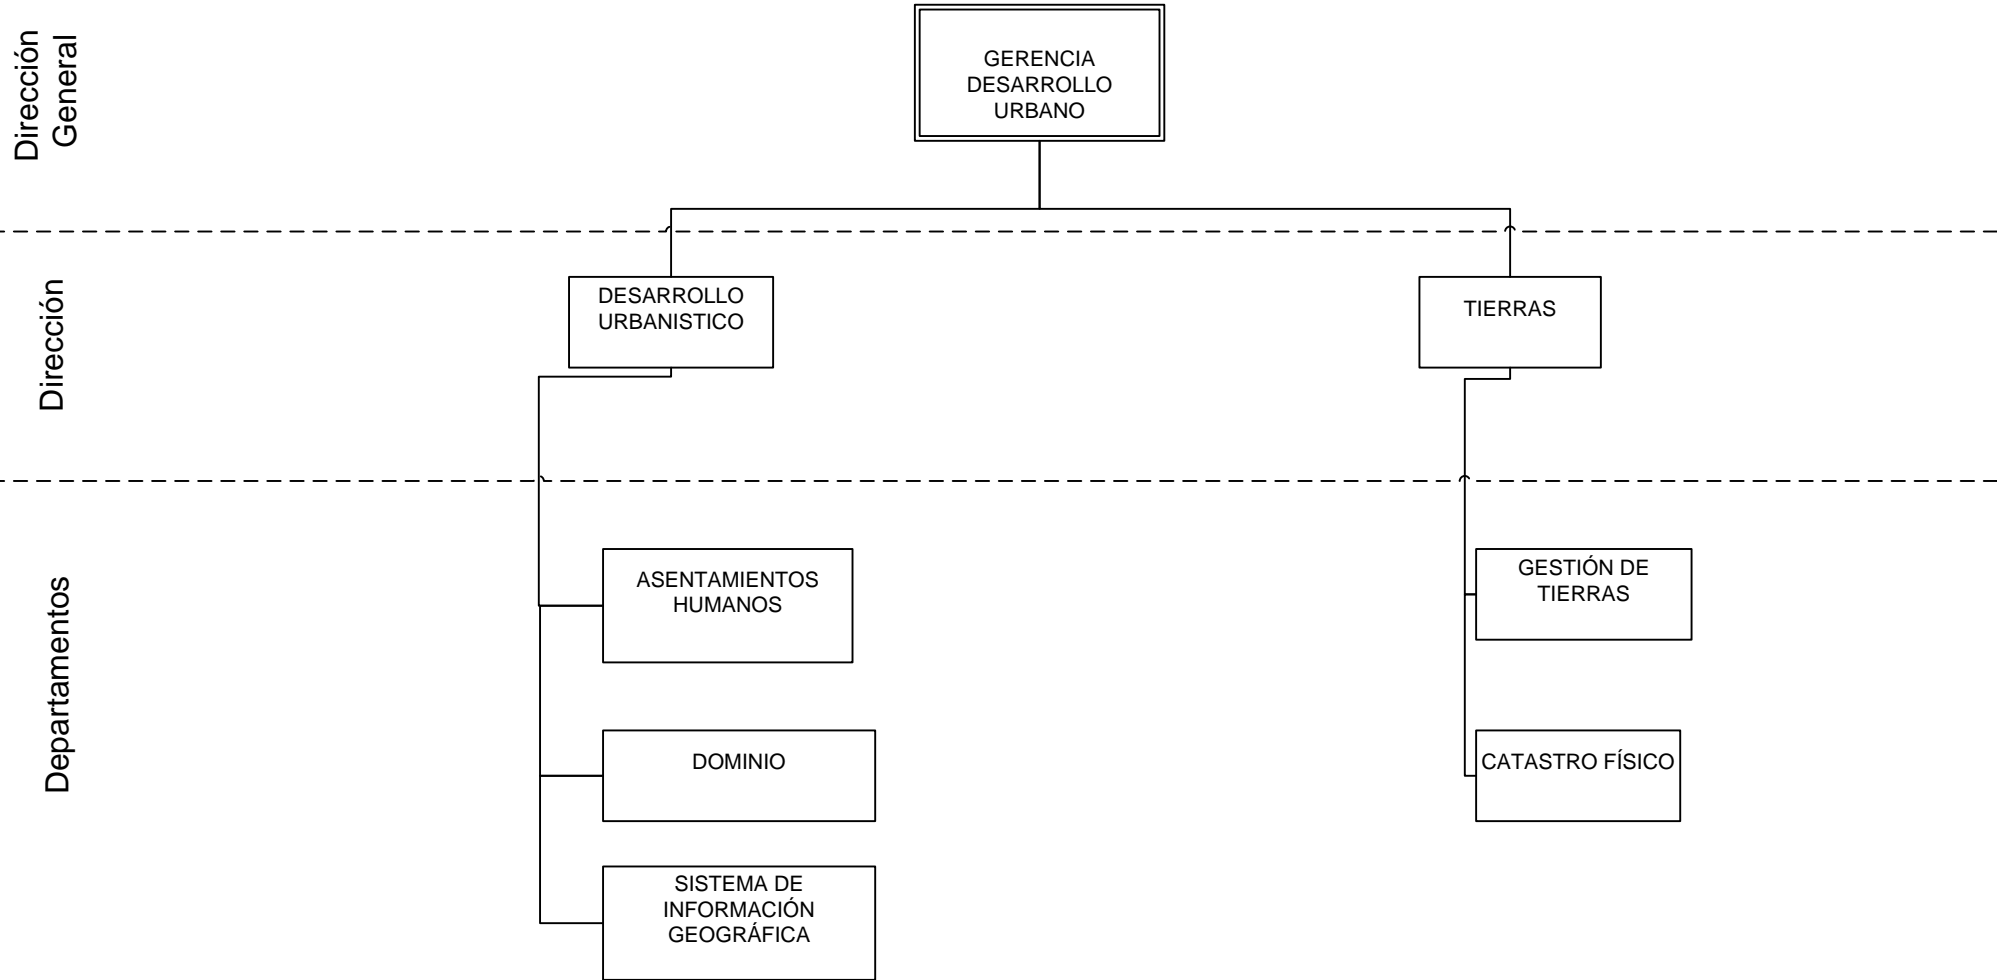 Dirección
General
GERENCIA
DESARROLLO
URBANO
Dirección
DESARROLLO
URBANISTICO
TIERRAS
Departamentos
ASENTAMIENTOS
HUMANOS
GESTIÓN DE
TIERRAS
DOMINIO
CATASTRO FÍSICO
SISTEMA DE
INFORMACIÓN
GEOGRÁFICA